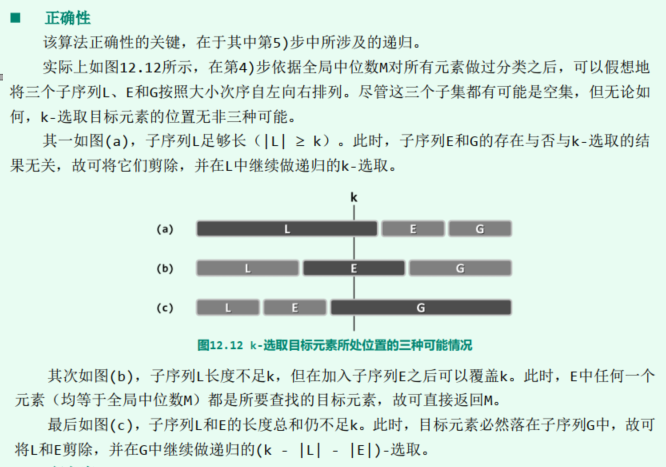 ■ 正确性
该算法正确性的关键，在于其中第5)步中所涉及的递归。
实际上如图12.12所示，在第4)步依据全局中位数M对所有元素做过分类之后，可以假想地
将三个子序列L、E和G按照大小次序自左向右排列。尽管这三个子集都有可能是空集，但无论如
何，k-选取目标元素的位置无非三种可能。
其一如图(a)，子序列L足够长（|L| ≥ k）。此时，子序列E和G的存在与否与k-选取的结
果无关，故可将它们剪除，并在L中继续做递归的k-选取。
k
(a) L E G
(b) L E G
(c) L E G
图12.12 k-选取目标元素所处位置的三种可能情况
其次如图(b)，子序列L长度不足k，但在加入子序列E之后可以覆盖k。此时，E中任何一个
元素（均等于全局中位数M）都是所要查找的目标元素，故可直接返回M。
最后如图(c)，子序列L和E的长度总和仍不足k。此时，目标元素必然落在子序列G中，故可
将L和E剪除，并在G中继续做递归的(k - |L| - |E|)-选取。